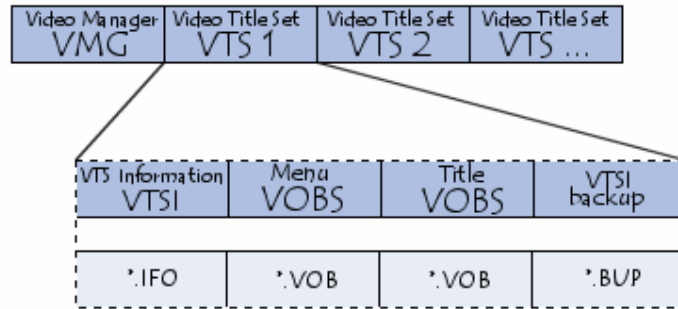 Video Manager
VMG
Video Title Set
VTS 1
Video Title Set
VTS 2
Video Title Set
VTS ...
VTS Information
VTSI
Menu
VOBS
Title
VOBS
VTSI
backup
*.IFO
*.VOB
*.VOB
*.BUP